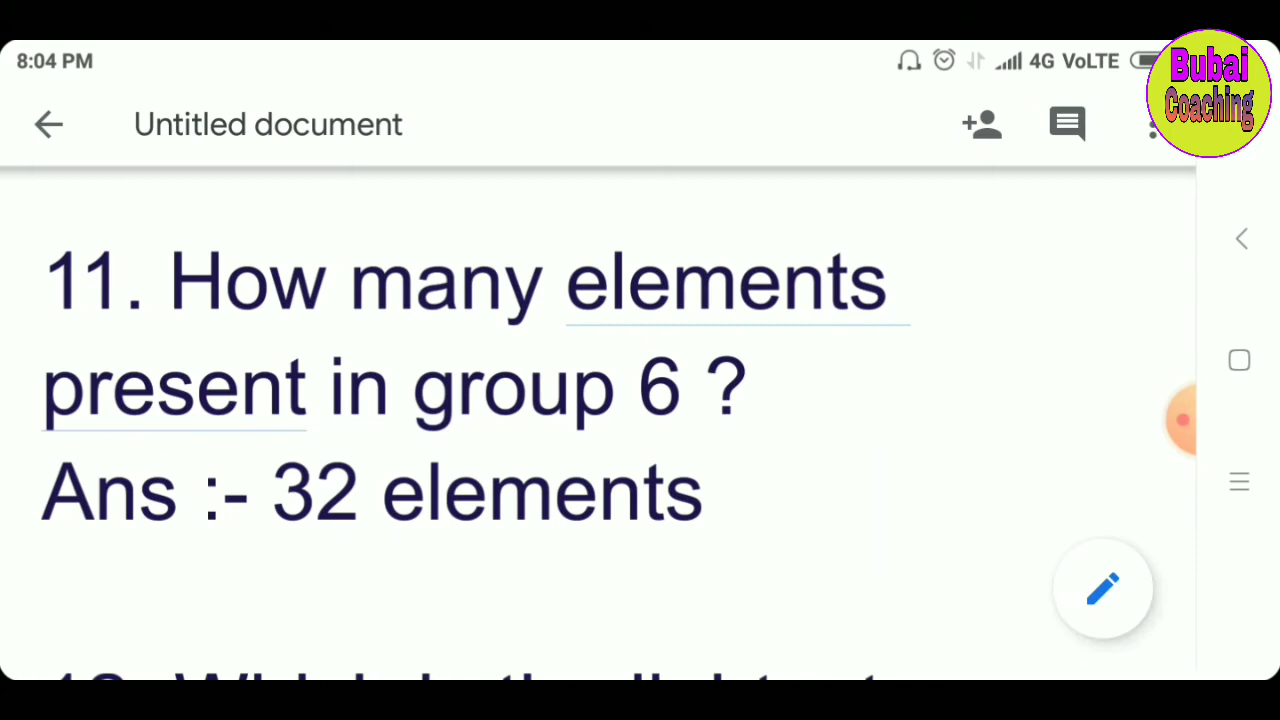 8:04 PM
4G VoLTE
Bubai
Coaching
Untitled document
11. How many elements
present in group 6 ?
Ans :- 32 elements